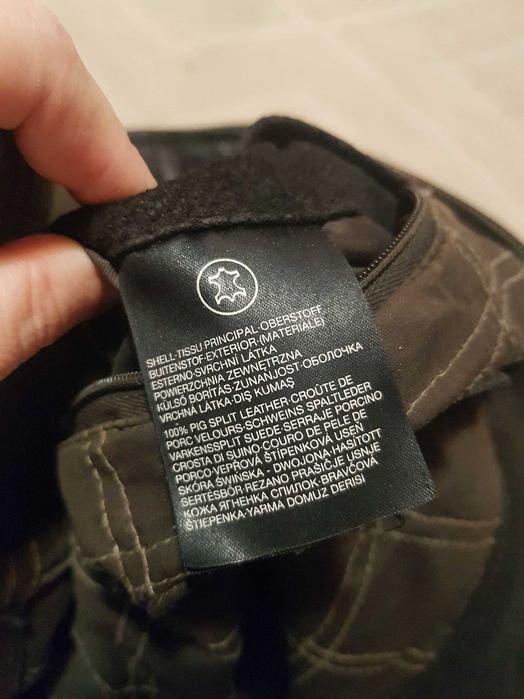 SHELL-TISSU PRINCIPAL-OBERSTOFF
BUITENSTOF-EXTERIOR-(MATERIALE)
ESTERNO-SVRCHNÍ LÁTKA
POWIERZCHNIA ZEWNĘTRZNA
KÜLSŐ BORÍTÁS-ZUNANJOST-ОБОЛОЧКА
VRCHNA LÁTKA-DIŞ KUMAŞ
100% PIG SPLIT LEATHER-CROÛTE DE
PORC VELOURS-SCHWEINS SPALTLEDER
VARKENSSPLIT SUEDE-SERRAJE PORCINO
CROSTA DI SUINO-COURO DE PELE DE
PORCO-VEPŘOVÁ ŠTÍPENKOVÁ USEŇ
SKÓRA ŚWIŃSKA - DWOJONA-HASÍTOTT
SERTÉSBŐR-REZANO PRAŠIČJE USNJE
КОЖА ЯГНЕНКА СПИЛОК-BRAVČOVÁ
ŠTIEPENKA-YARMA DOMUZ DERISI